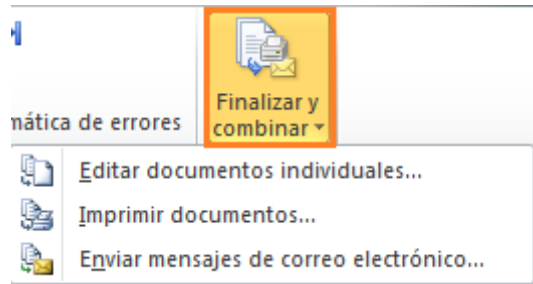 Finalizar y
mática de errores combinar
Editar documentos individuales...
Imprimir documentos...
Enviar mensajes de correo electrónico...